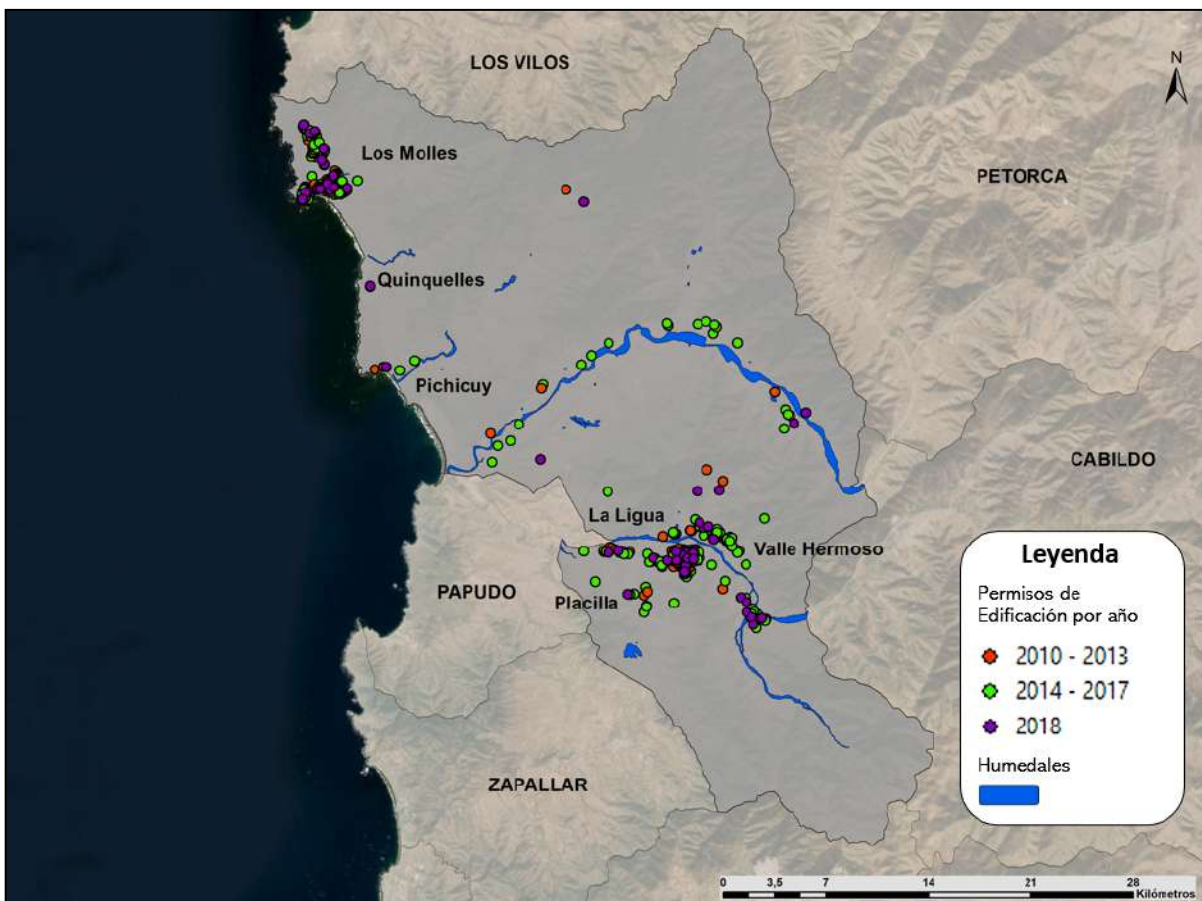 LOS VILOS
N
Los Molles
PETORCA
Quinquelles
Pichicuy
CABILDO
La Ligua
Valle Hermoso
PAPUDO
Placilla
ZAPALLAR
Leyenda
Permisos de
Edificación por año
2010 - 2013
2014 - 2017
2018
Humedales
0 3,5 7 14 21 28
Kilómetros